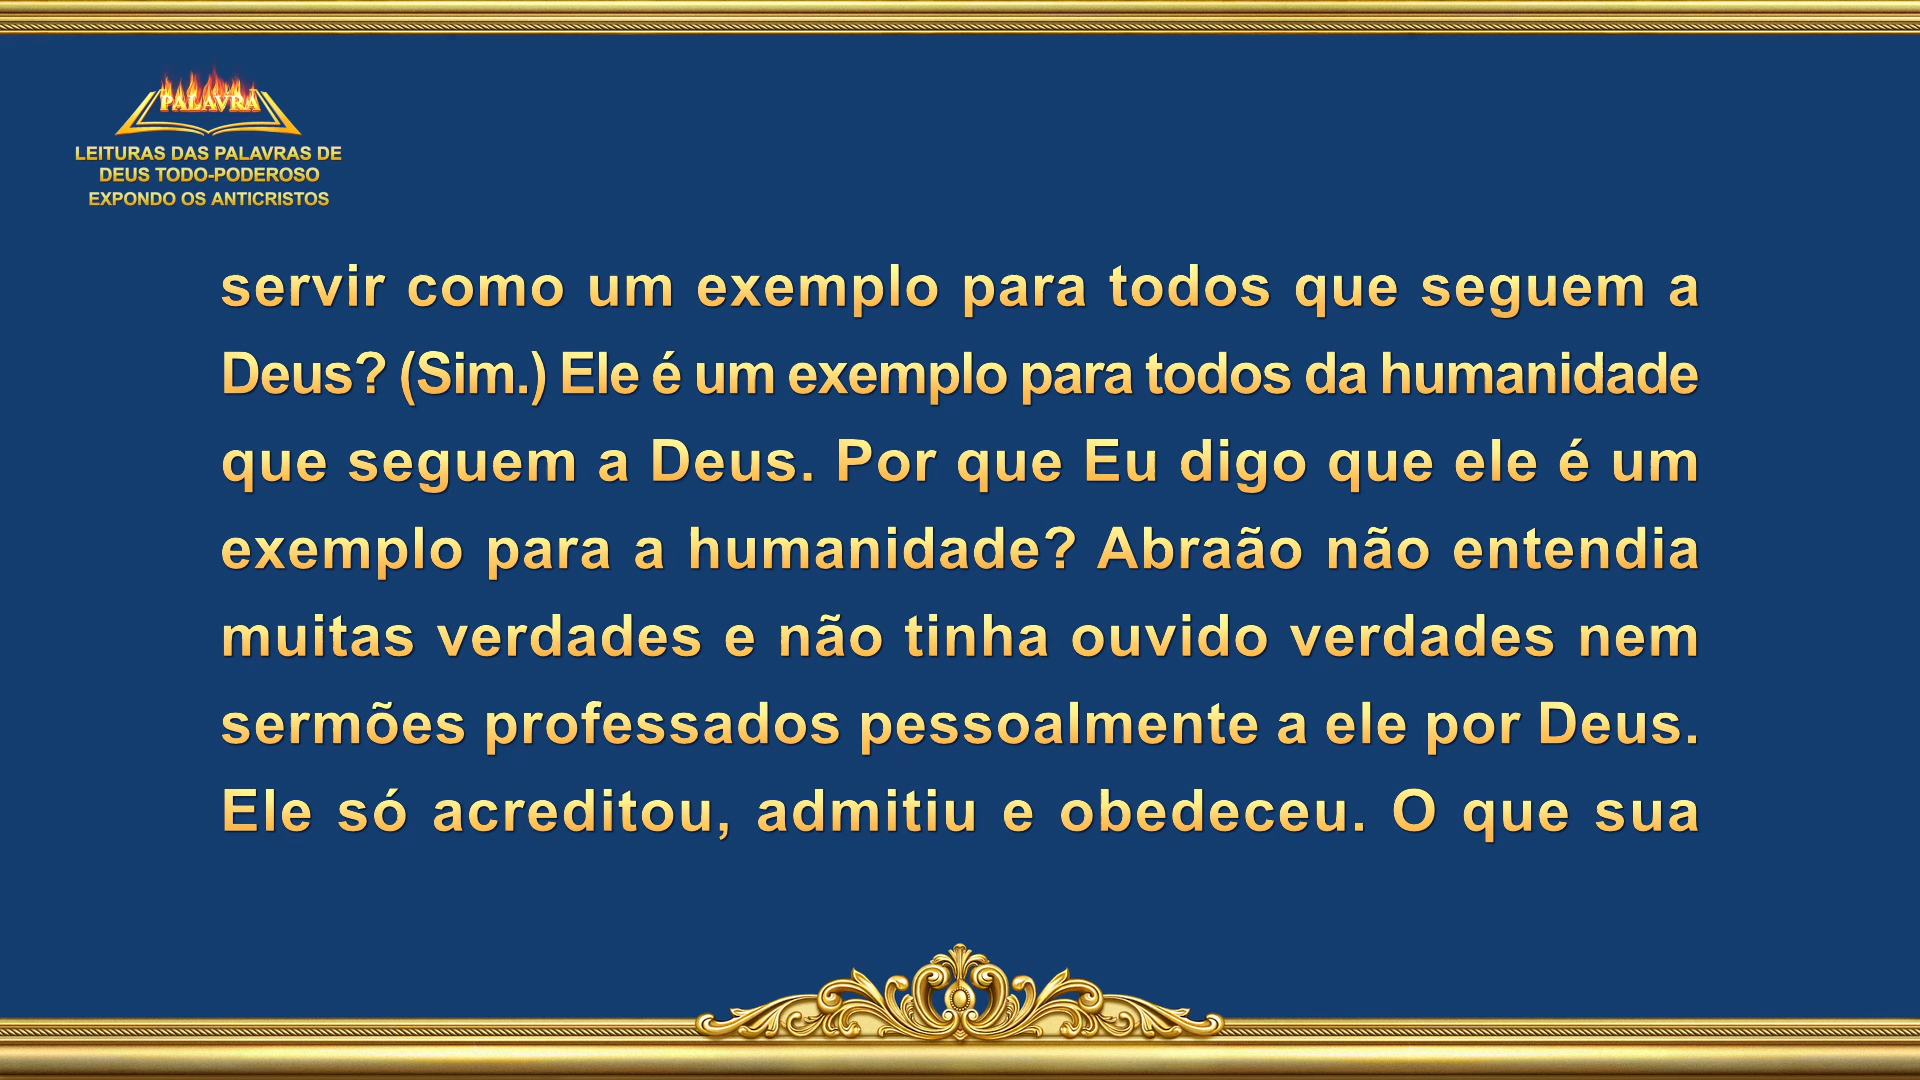 PALAVRA
LEITURAS DAS PALAVRAS DE
DEUS TODO-PODEROSO
EXPONDO OS ANTICRISTOS
servir como um exemplo para todos que seguem a
Deus? (Sim.) Ele é um exemplo para todos da humanidade
que seguem a Deus. Por que Eu digo que ele é um
exemplo para a humanidade? Abraão não entendia
muitas verdades e não tinha ouvido verdades nem
sermões professados pessoalmente a ele por Deus.
Ele só acreditou, admitiu e obedeceu. O que sua